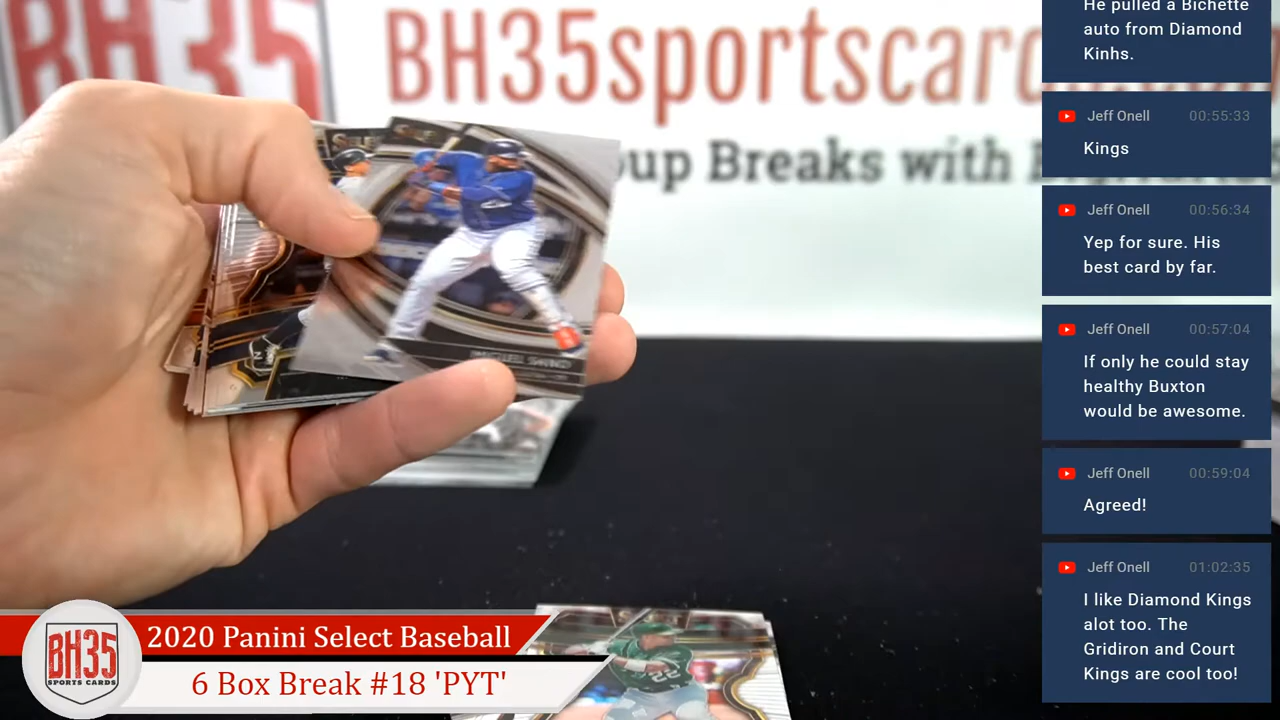 BH35
BH35sportscard
oup Breaks with
He pulled a Bichette
auto from Diamond
Kinhs.
Jeff Onell 00:55:33
Kings
Jeff Onell 00:56:34
Yep for sure. His
best card by far.
Jeff Onell 00:57:04
If only he could stay
healthy Buxton
would be awesome.
Jeff Onell 00:59:04
Agreed!
Jeff Onell 01:02:35
I like Diamond Kings
alot too. The
Gridiron and Court
Kings are cool too!
22
BH35
SPORTS CARDS
2020 Panini Select Baseball
6 Box Break #18 'PYT'